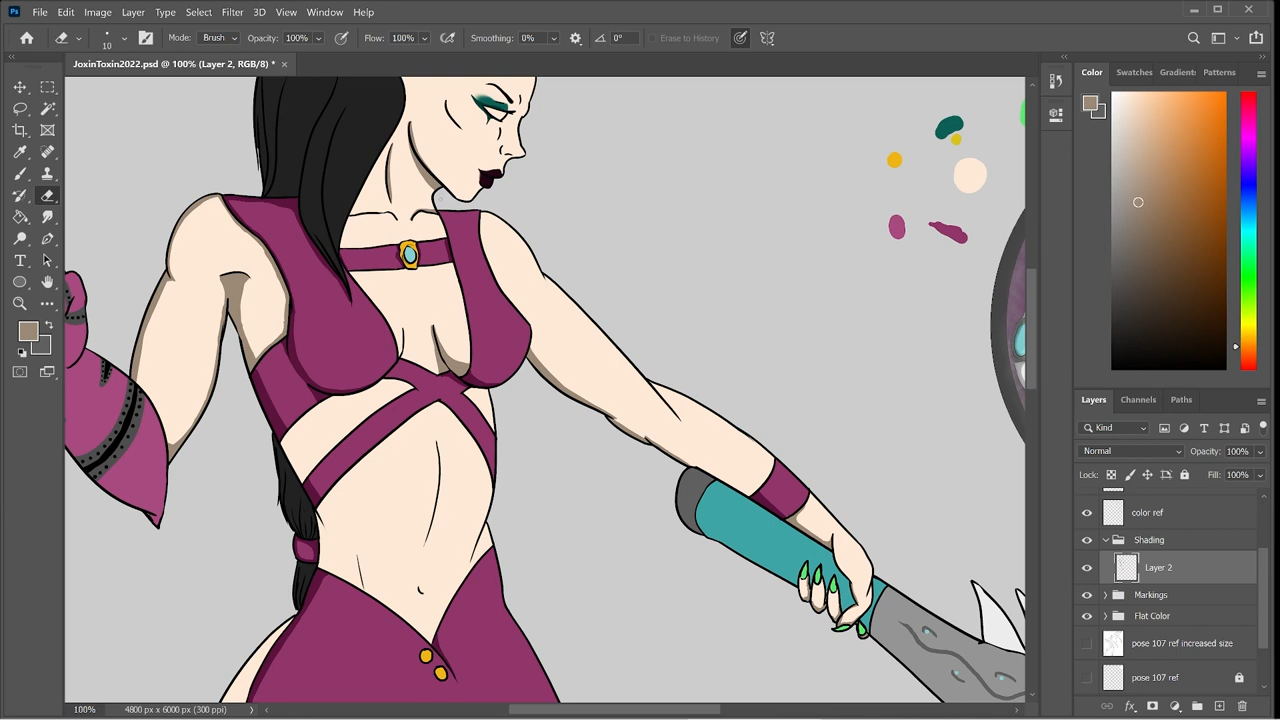 Ps File Edit Image Layer Type Select Filter 3D View Window Help
10 Mode: Brush Opacity: 100% Flow: 100% Smoothing: 0% 0° Erase to History
JoxinToxin2022.psd @ 100% (Layer 2, RGB/8) *
Color Swatches Gradient: Patterns
Layers Channels Paths
Kind
Normal Opacity: 100%
Lock: Fill: 100%
color ref
Shading
Layer 2
Markings
Flat Color
pose 107 ref increased size
pose 107 ref
100% 4800 px x 6000 px (300 ppi)
fx